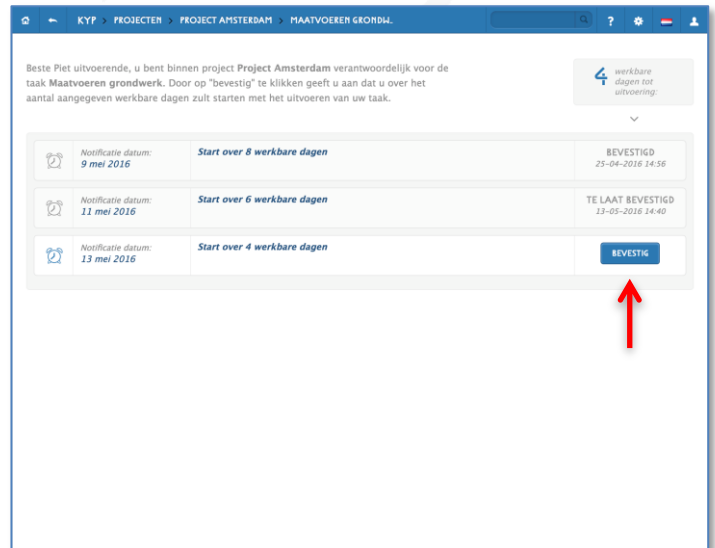 KYP > PROJECTEN > PROJECT AMSTERDAM > MAATVOEREN GRONDW..
?
Beste Piet uitvoerende, u bent binnen project Project Amsterdam verantwoordelijk voor de
taak Maatvoeren grondwerk. Door op "bevestig" te klikken geeft u aan dat u over het
aantal aangegeven werkbare dagen zult starten met het uitvoeren van uw taak.
4 werkbare
dagen tot
uitvoering:
Notificatie datum:
9 mei 2016
Start over 8 werkbare dagen
BEVESTIGD
25-04-2016 14:56
Notificatie datum:
11 mei 2016
Start over 6 werkbare dagen
TE LAAT BEVESTIGD
13-05-2016 14:40
Notificatie datum:
13 mei 2016
Start over 4 werkbare dagen
BEVESTIG